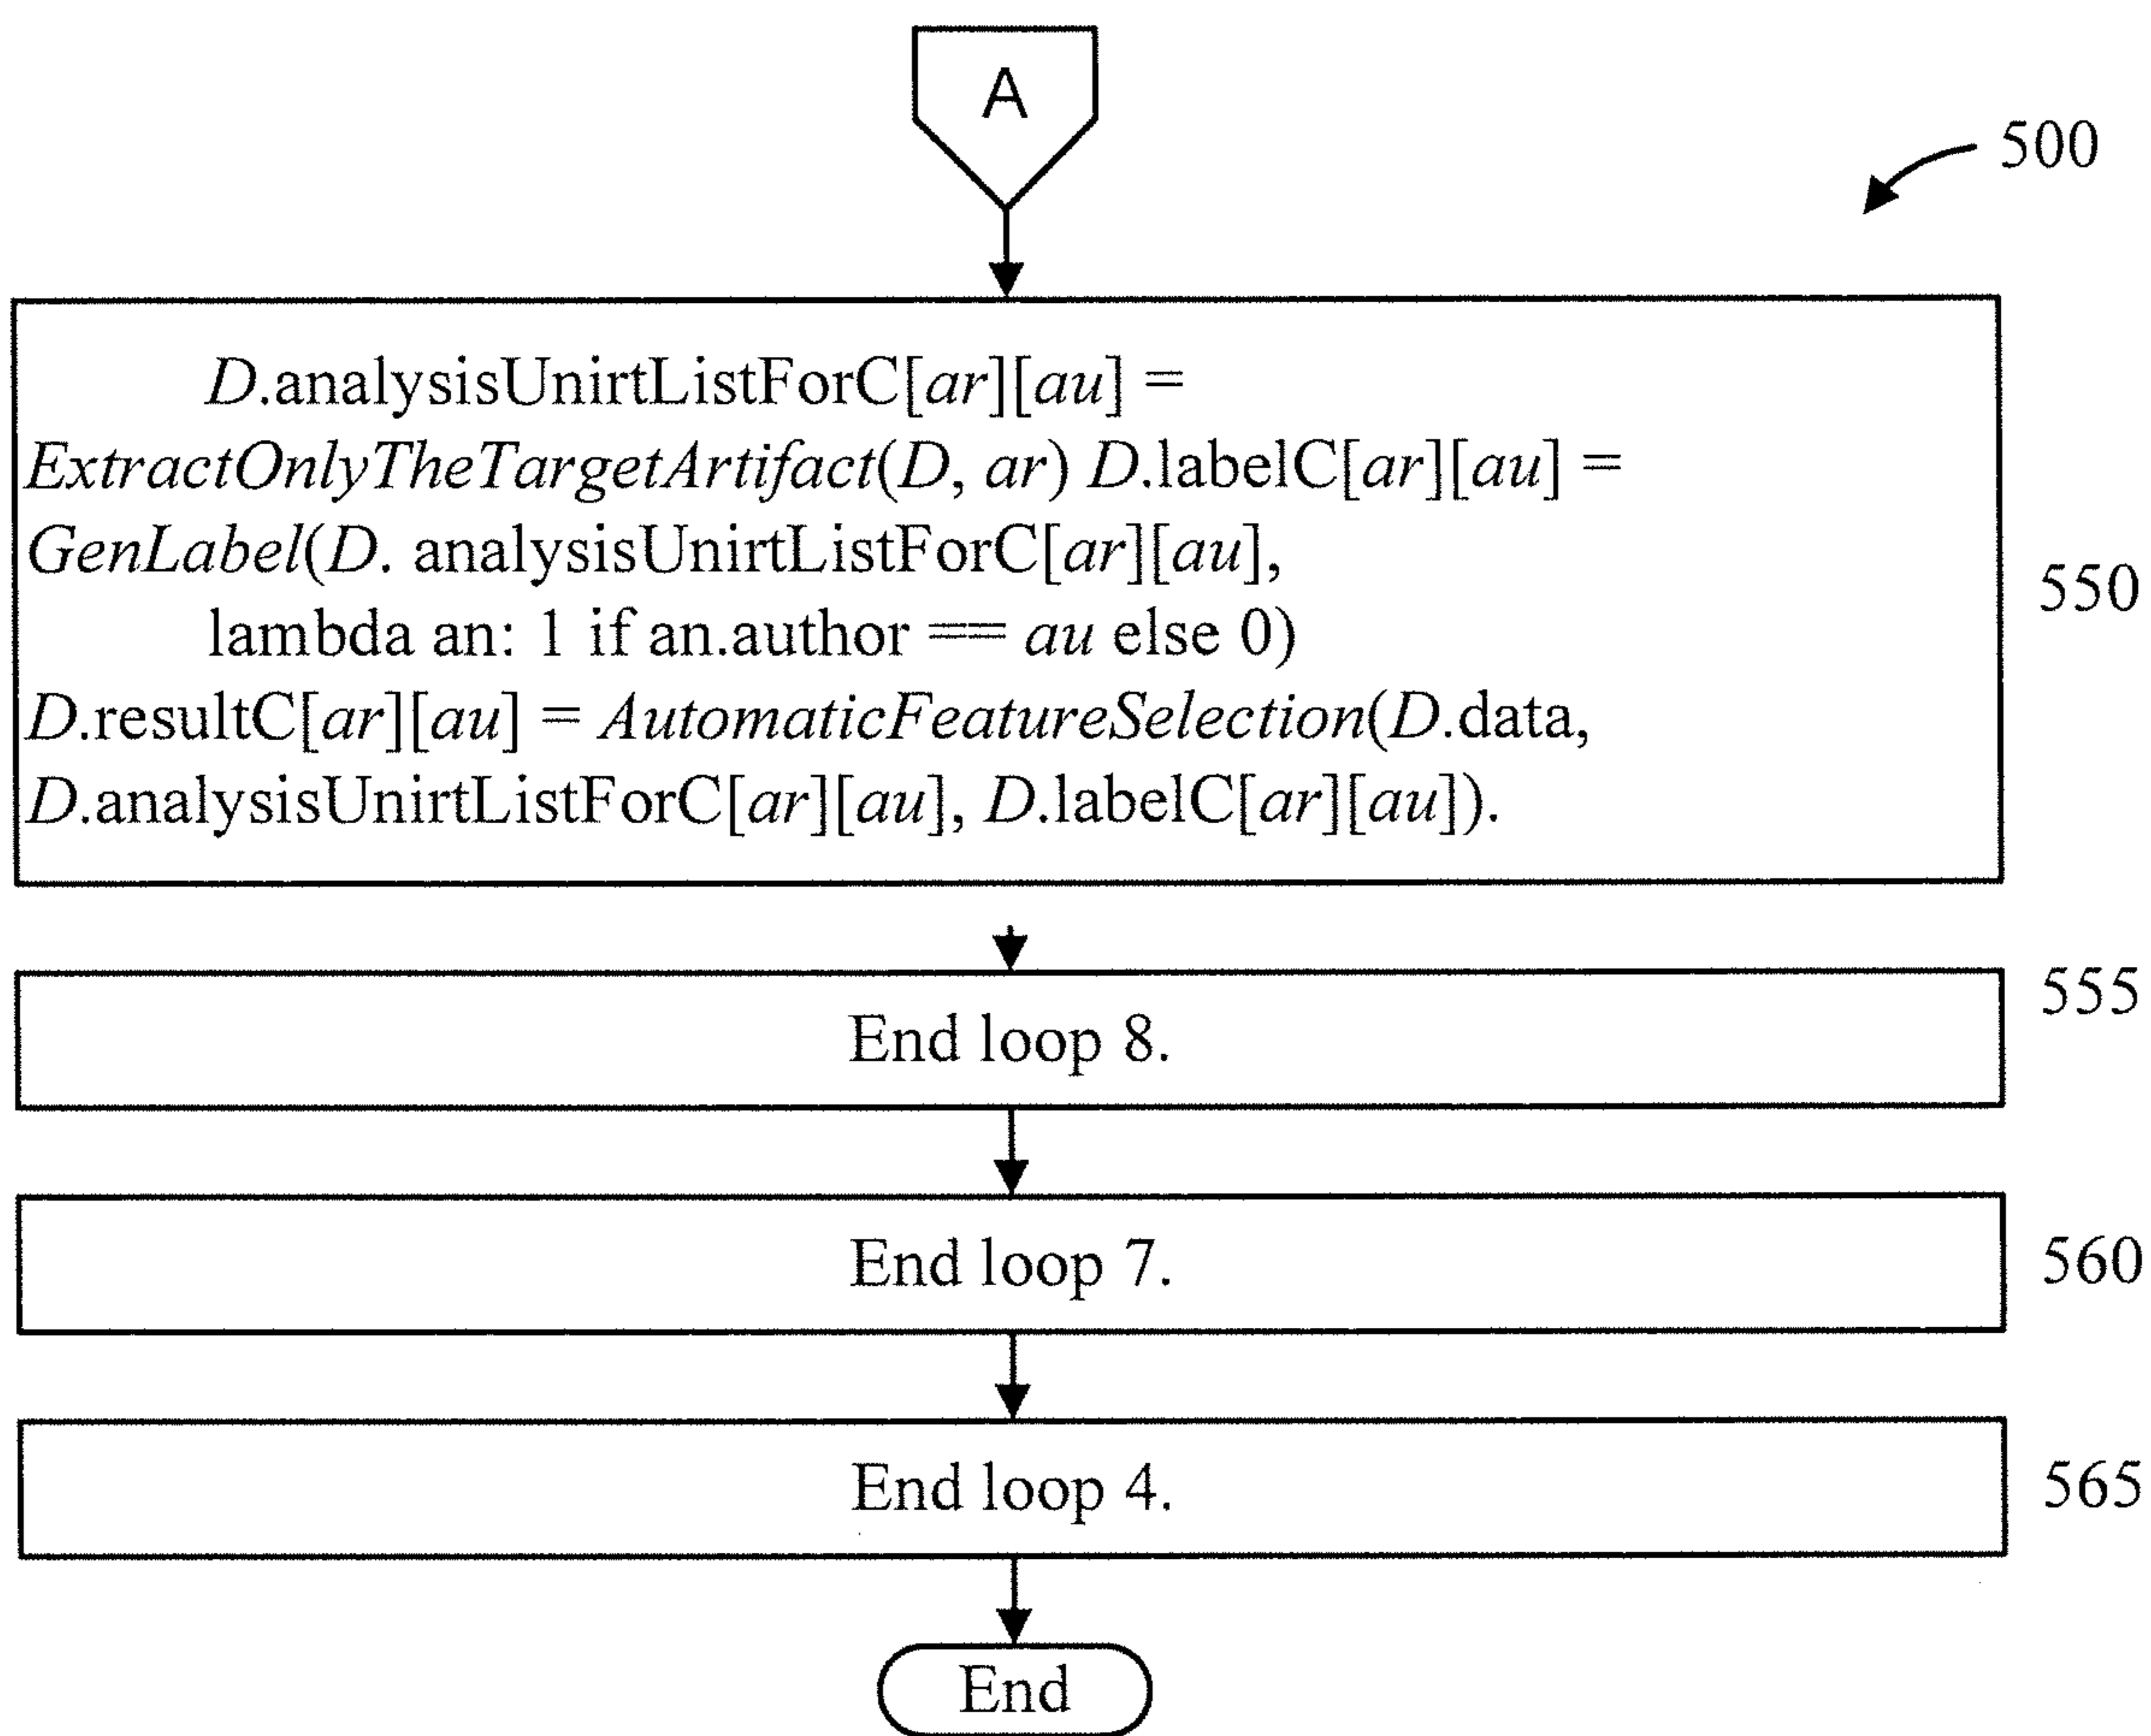 A
500
D.analysisUnirtListForC[ar][au] =
ExtractOnlyTheTargetArtifact(D, ar) D.labelC[ar][au] =
GenLabel(D. analysisUnirtListForC[ar][au],
lambda an: 1 if an.author == au else 0)
D.resultC[ar][au] = AutomaticFeatureSelection(D.data,
D.analysisUnirtListForC[ar][au], D.labelC[ar][au]).
550
555
End loop 8.
End loop 7.
560
End loop 4.
565
End